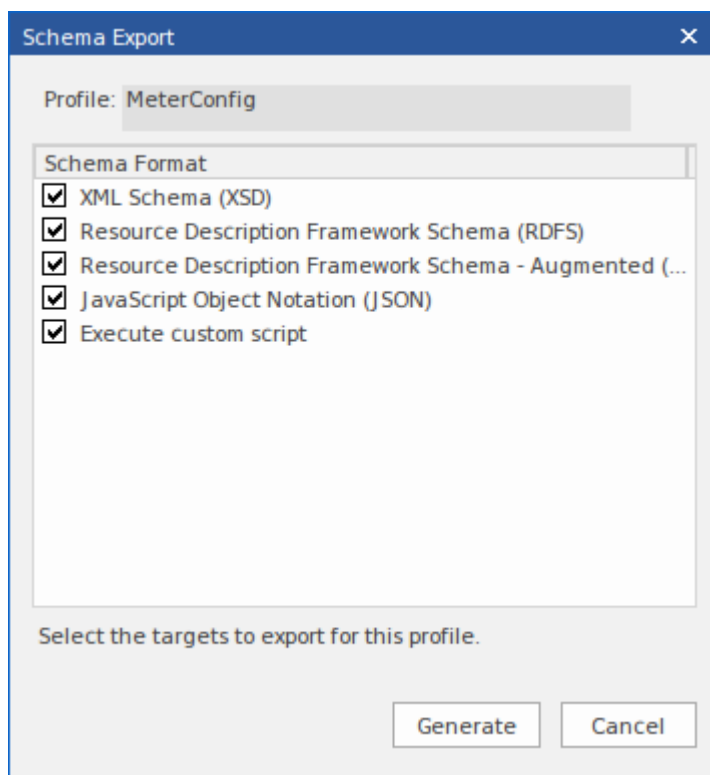 Schema Export
Profile: MeterConfig
Schema Format
XML Schema (XSD)
Resource Description Framework Schema (RDFS)
Resource Description Framework Schema - Augmented (...
JavaScript Object Notation (JSON)
Execute custom script
Select the targets to export for this profile.
Generate Cancel